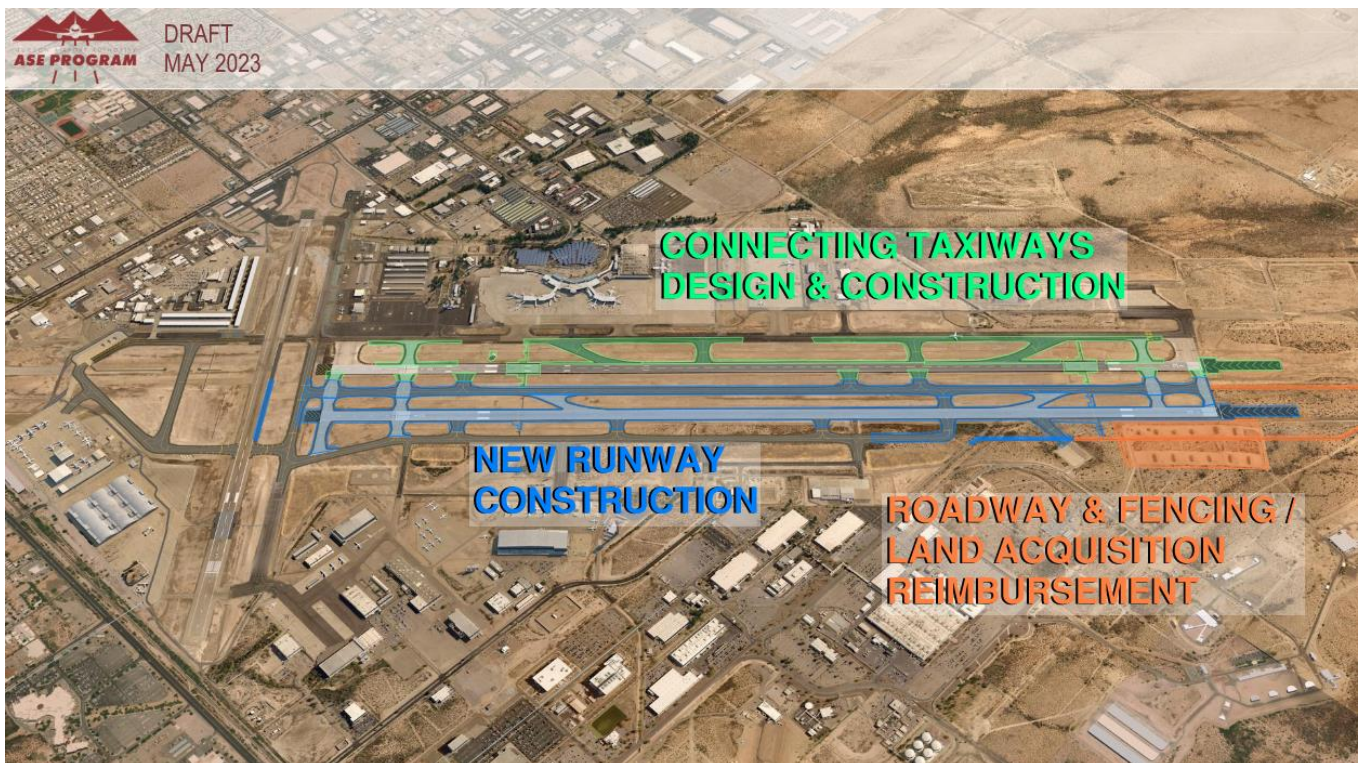 ASE PROGRAM
DRAFT
MAY 2023
CONNECTING TAXIWAYS
DESIGN & CONSTRUCTION
NEW RUNWAY
CONSTRUCTION
ROADWAY & FENCING /
LAND ACQUISITION
REIMBURSEMENT